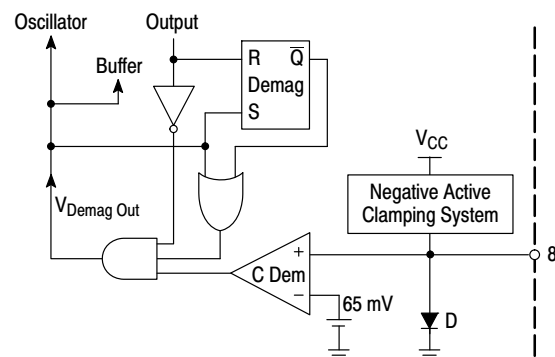 Oscillator
Output
Buffer
R
Q
Demag
S
V_CC
Negative Active
Clamping System
V_Demag Out
+
C Dem
−
65 mV
8
D